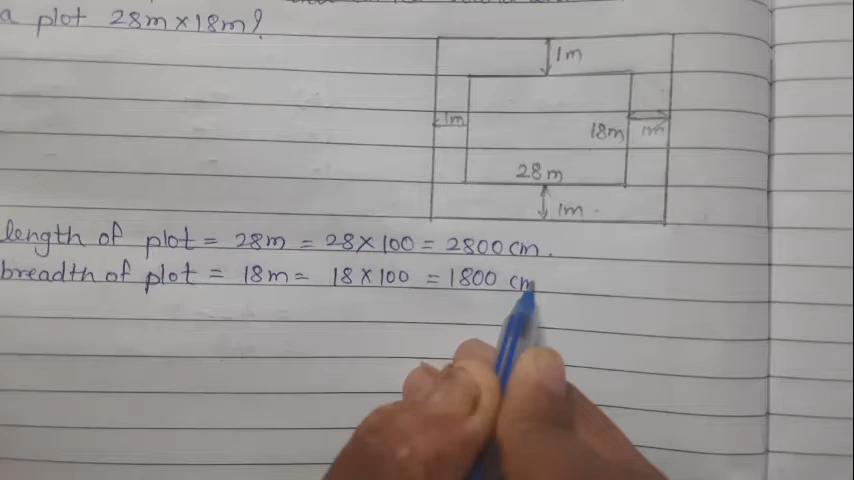 a plot 28m×18m?
1m
1m
18m
1m
28m
1m
length of plot = 28m = 28×100 = 2800 cm.
breadth of plot = 18m = 18×100 = 1800 cm